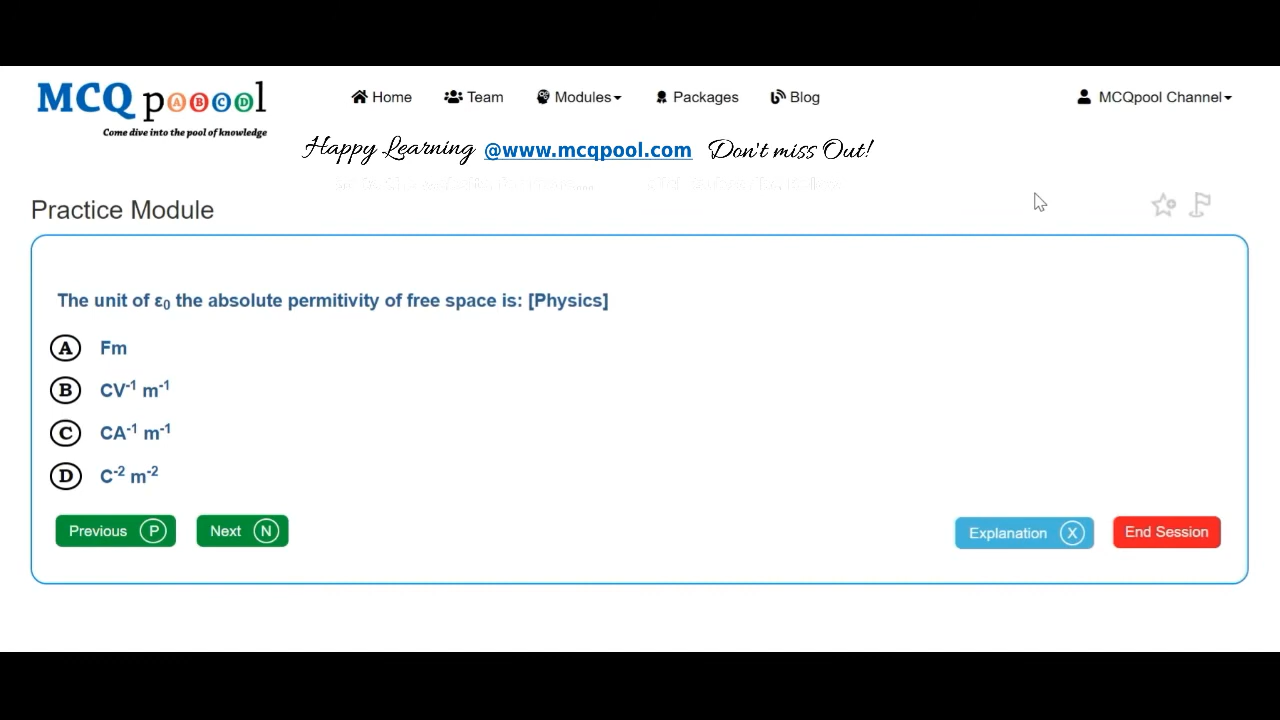 MCQ pooool
Come dive into the pool of knowledge
Home Team Modules Packages Blog MCQpool Channel
Happy Learning @www.mcqpool.com Don't miss Out!
Practice Module
The unit of ε₀ the absolute permitivity of free space is: [Physics]
A Fm
B CV⁻¹ m⁻¹
C CA⁻¹ m⁻¹
D C⁻² m⁻²
Previous P Next N Explanation X End Session